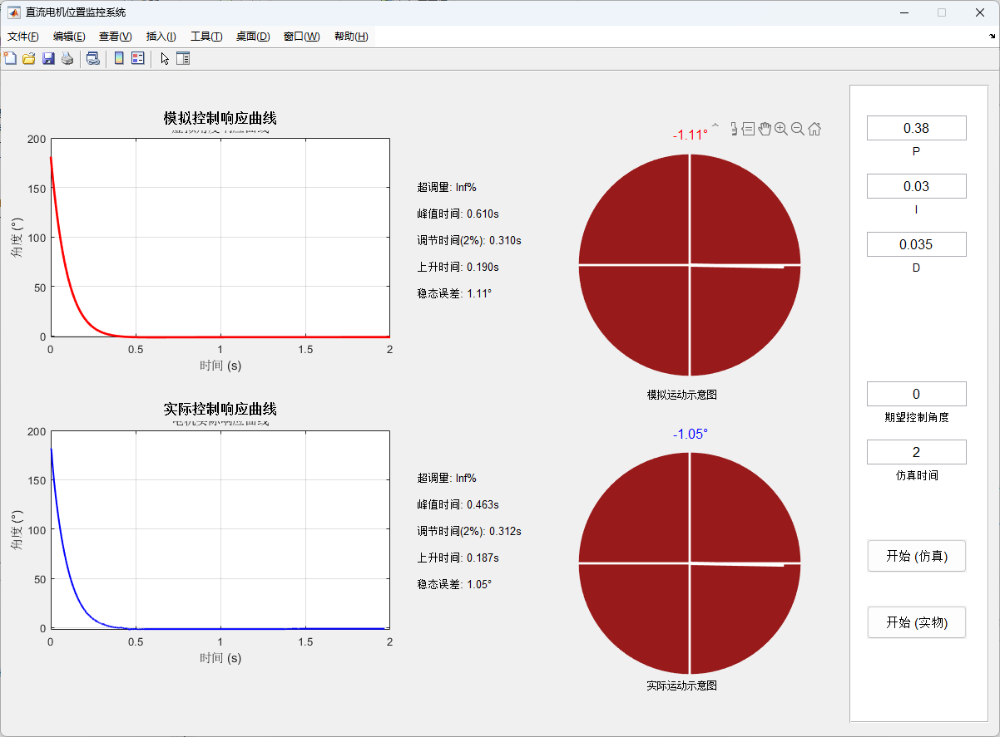 直流电机位置监控系统
文件(F) 编辑(E) 查看(V) 插入(I) 工具(T) 桌面(D) 窗口(W) 帮助(H)
模拟控制响应曲线
200
150
100
50
0
角度 (°)
0 0.5 1 1.5 2
时间 (s)
超调量: Inf%
峰值时间: 0.610s
调节时间(2%): 0.310s
上升时间: 0.190s
稳态误差: 1.11°
-1.11°
模拟运动示意图
实际控制响应曲线
200
150
100
50
0
角度 (°)
0 0.5 1 1.5 2
时间 (s)
超调量: Inf%
峰值时间: 0.463s
调节时间(2%): 0.312s
上升时间: 0.187s
稳态误差: 1.05°
-1.05°
实际运动示意图
0.38
P
0.03
I
0.035
D
0
期望控制角度
2
仿真时间
开始 (仿真)
开始 (实物)